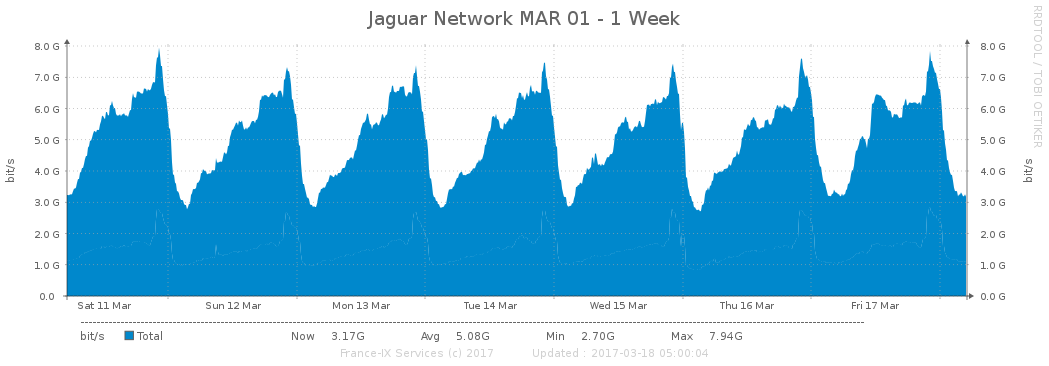 Jaguar Network MAR 01 - 1 Week
RRDTOOL / TOBI OETIKER
bit/s
8.0 G 8.0 G
7.0 G 7.0 G
6.0 G 6.0 G
5.0 G 5.0 G
4.0 G 4.0 G
3.0 G 3.0 G
2.0 G 2.0 G
1.0 G 1.0 G
0.0 0.0 G
bit/s
Sat 11 Mar Sun 12 Mar Mon 13 Mar Tue 14 Mar Wed 15 Mar Thu 16 Mar Fri 17 Mar
bit/s Total Now 3.17G Avg 5.08G Min 2.70G Max 7.94G
France-IX Services (c) 2017 Updated : 2017-03-18 05:00:04